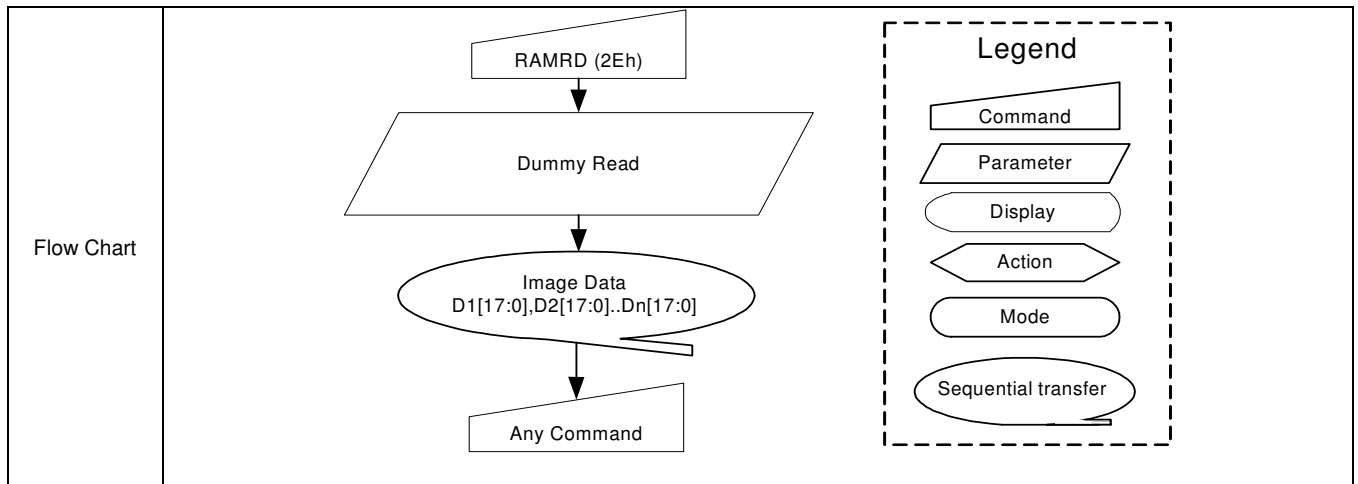 Flow Chart
RAMRD (2Eh)
Dummy Read
Image Data
D1[17:0],D2[17:0]..Dn[17:0]
Any Command
Legend
Command
Parameter
Display
Action
Mode
Sequential transfer